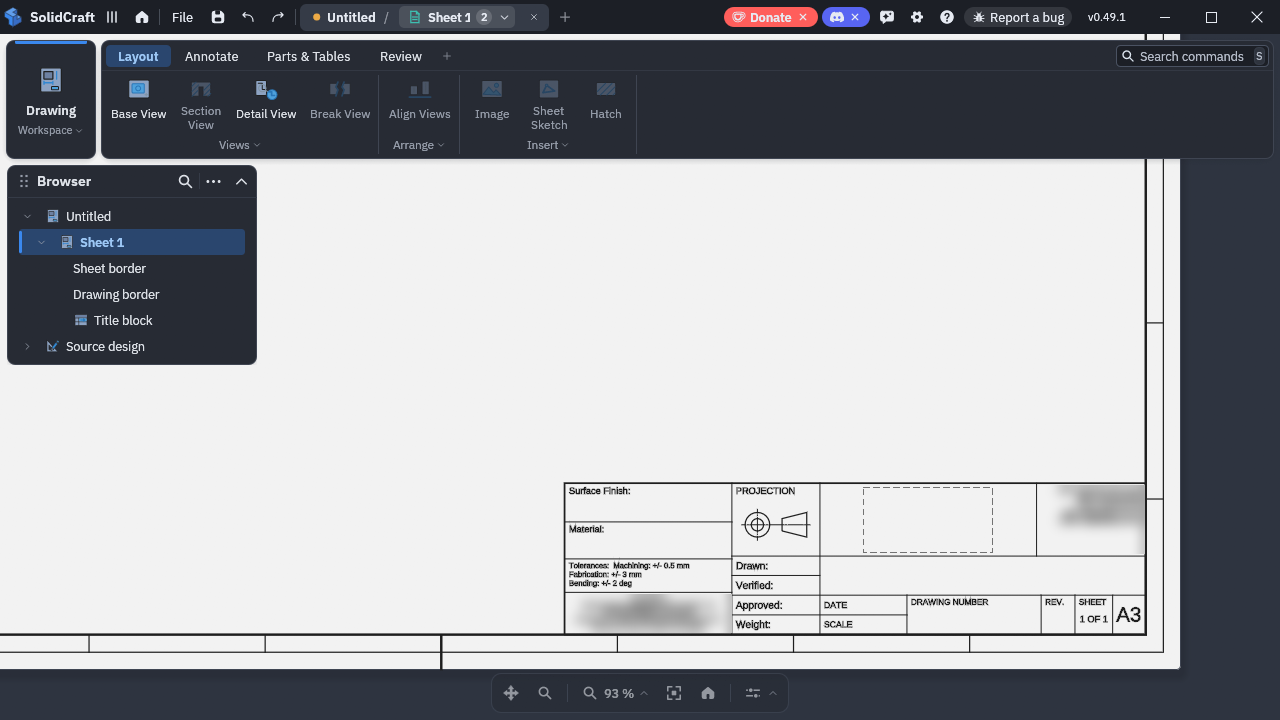 SolidCraft
File
Untitled /
Sheet 1 2
Donate
Report a bug
v0.49.1
Drawing
Workspace
Layout
Annotate
Parts & Tables
Review
Search commands S
Base View
Section
View
Detail View
Break View
Views
Align Views
Arrange
Image
Sheet
Sketch
Hatch
Insert
Browser
Untitled
Sheet 1
Sheet border
Drawing border
Title block
Source design
Surface Finish:
Material:
Tolerances: Machining: +/- 0.5 mm
Fabrication: +/- 3 mm
Bending: +/- 2 deg
PROJECTION
Drawn:
Verified:
Approved:
Weight:
DATE
SCALE
DRAWING NUMBER
REV.
SHEET
1 OF 1
A3
93 %